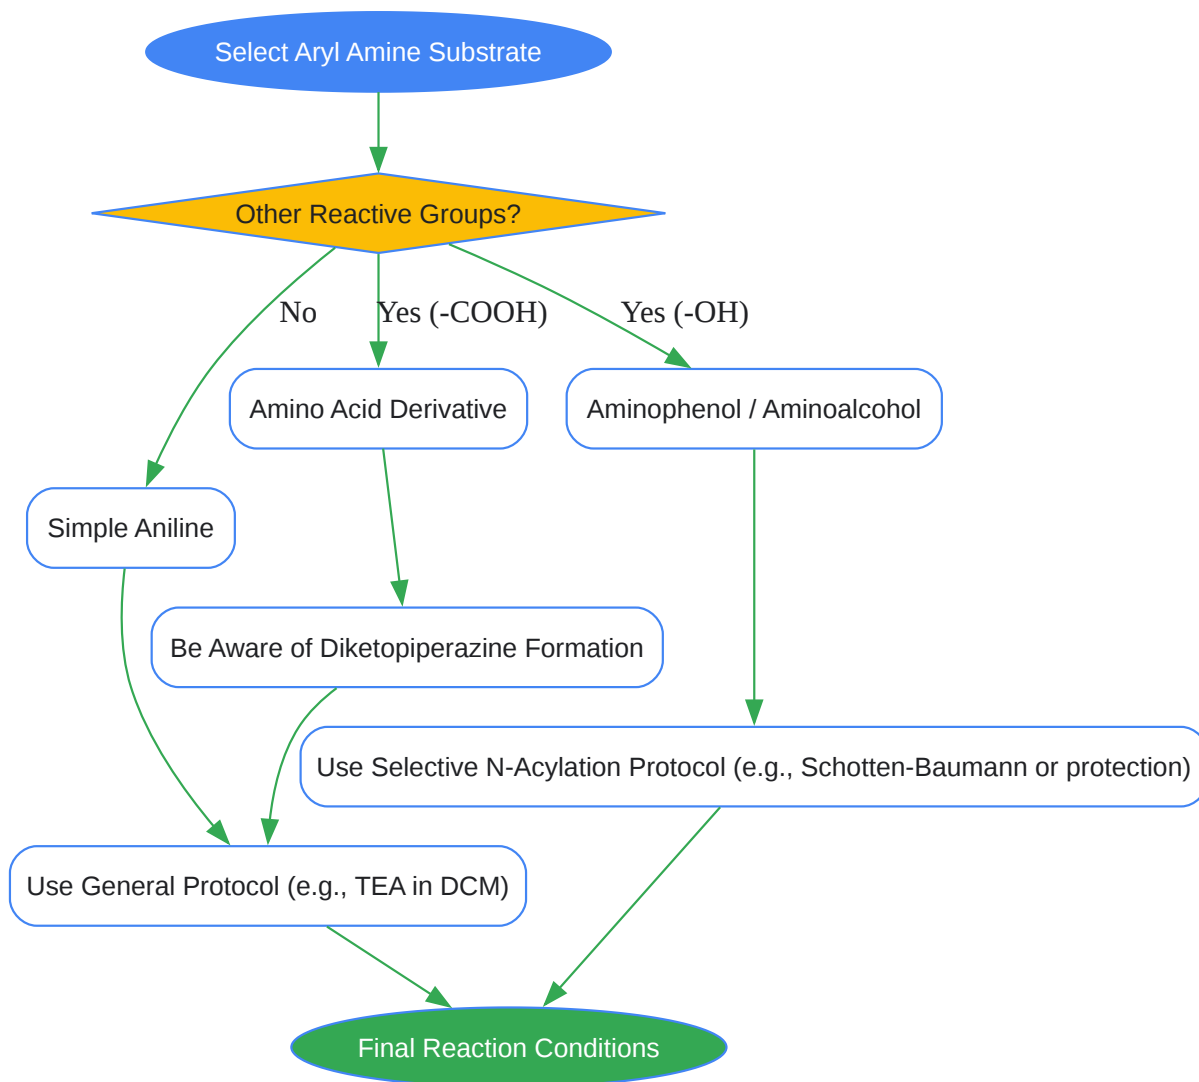 Select Aryl Amine Substrate
Other Reactive Groups?
No
Yes (-COOH)
Yes (-OH)
Amino Acid Derivative
Aminophenol / Aminoalcohol
Simple Aniline
Be Aware of Diketopiperazine Formation
Use Selective N-Acylation Protocol (e.g., Schotten-Baumann or protection)
Use General Protocol (e.g., TEA in DCM)
Final Reaction Conditions